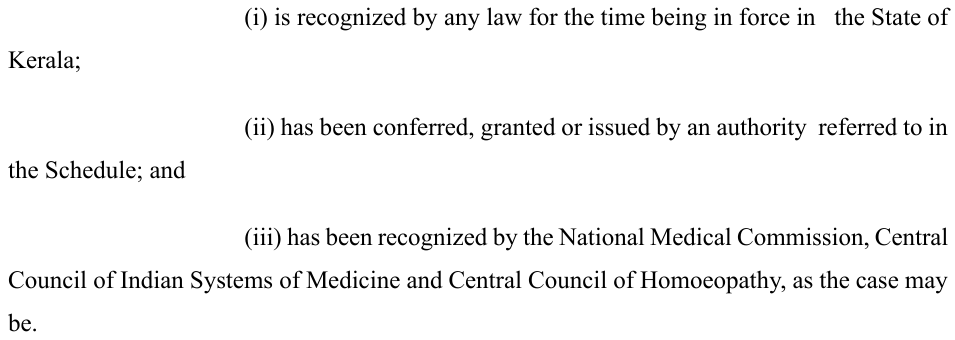 (i) is recognized by any law for the time being in force in the State of
Kerala;
(ii) has been conferred, granted or issued by an authority referred to in
the Schedule; and
(iii) has been recognized by the National Medical Commission, Central
Council of Indian Systems of Medicine and Central Council of Homoeopathy, as the case may
be.